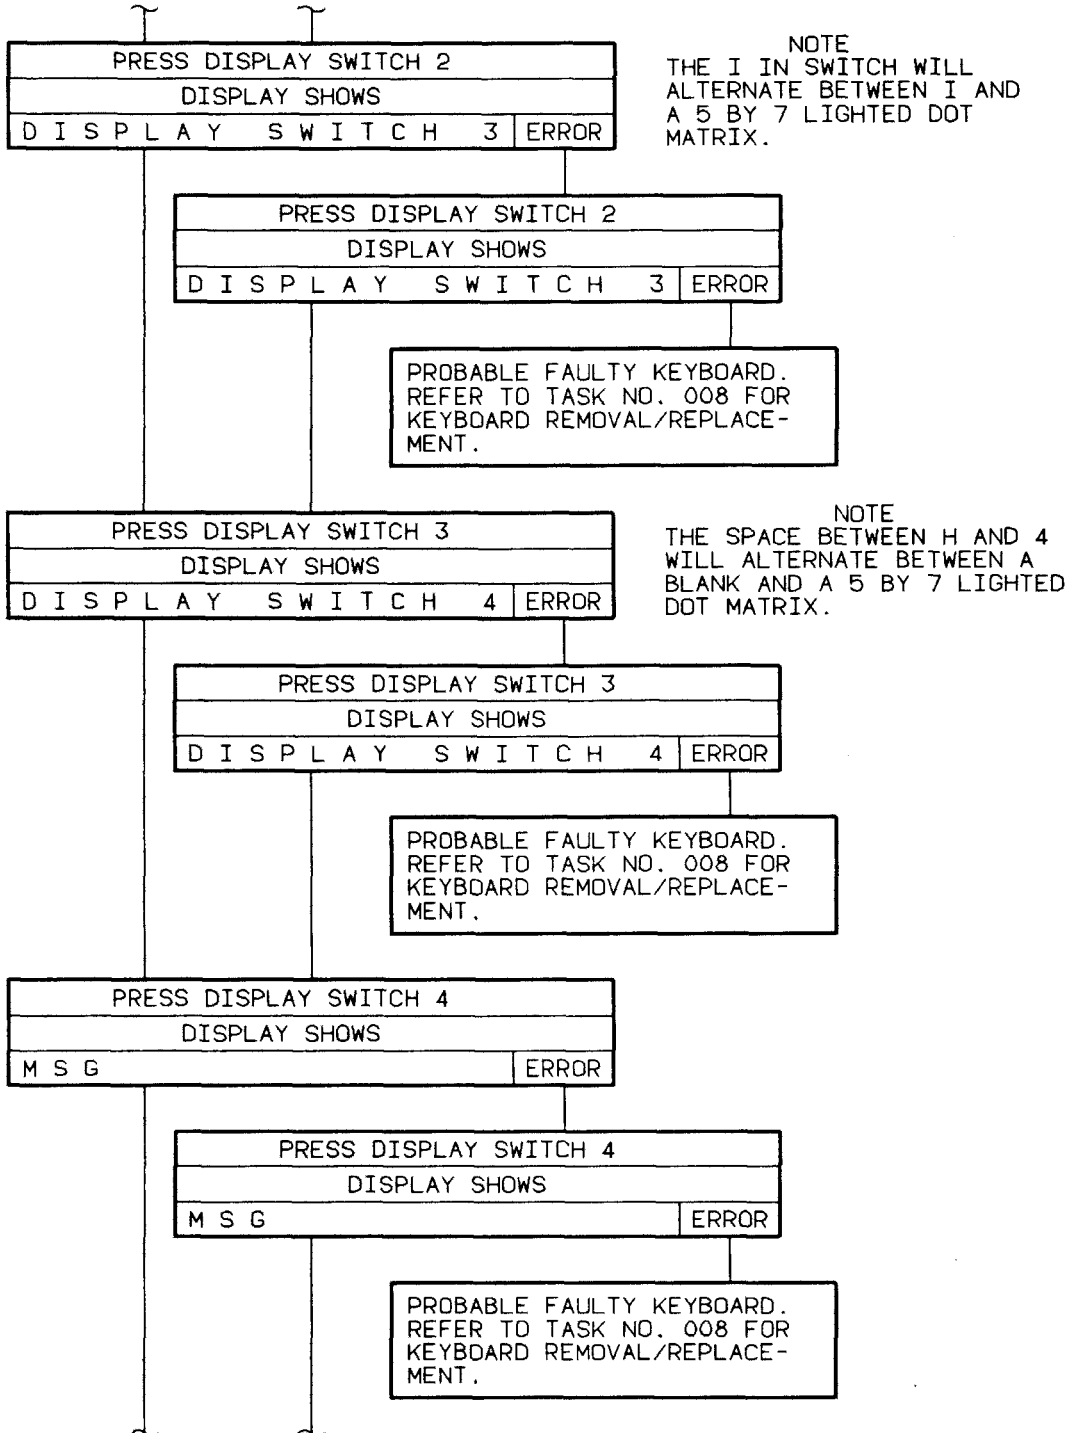 PRESS DISPLAY SWITCH 2
DISPLAY SHOWS
D I S P L A Y   S W I T C H   3 ERROR
NOTE
THE I IN SWITCH WILL
ALTERNATE BETWEEN I AND
A 5 BY 7 LIGHTED DOT
MATRIX.
PRESS DISPLAY SWITCH 2
DISPLAY SHOWS
D I S P L A Y   S W I T C H   3 ERROR
PROBABLE FAULTY KEYBOARD.
REFER TO TASK NO. 008 FOR
KEYBOARD REMOVAL/REPLACE-
MENT.
PRESS DISPLAY SWITCH 3
DISPLAY SHOWS
D I S P L A Y   S W I T C H   4 ERROR
NOTE
THE SPACE BETWEEN H AND 4
WILL ALTERNATE BETWEEN A
BLANK AND A 5 BY 7 LIGHTED
DOT MATRIX.
PRESS DISPLAY SWITCH 3
DISPLAY SHOWS
D I S P L A Y   S W I T C H   4 ERROR
PROBABLE FAULTY KEYBOARD.
REFER TO TASK NO. 008 FOR
KEYBOARD REMOVAL/REPLACE-
MENT.
PRESS DISPLAY SWITCH 4
DISPLAY SHOWS
M S G ERROR
PRESS DISPLAY SWITCH 4
DISPLAY SHOWS
M S G ERROR
PROBABLE FAULTY KEYBOARD.
REFER TO TASK NO. 008 FOR
KEYBOARD REMOVAL/REPLACE-
MENT.